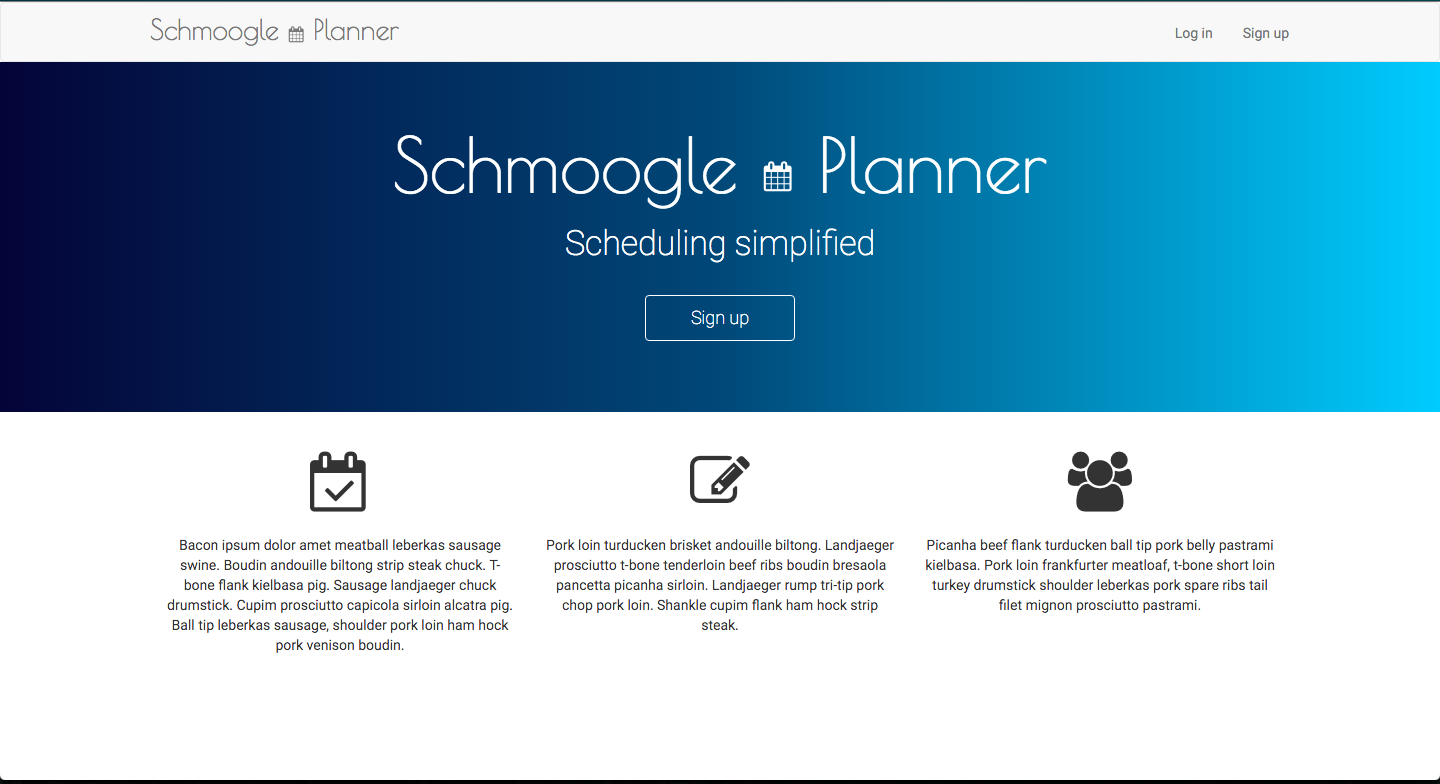 Schmoogle Planner
Log in
Sign up
Schmoogle Planner
Scheduling simplified
Sign up
Bacon ipsum dolor amet meatball leberkas sausage
swine. Boudin andouille biltong strip steak chuck. T-
bone flank kielbasa pig. Sausage landjaeger chuck
drumstick. Cupim prosciutto capicola sirloin alcatra pig.
Ball tip leberkas sausage, shoulder pork loin ham hock
pork venison boudin.
Pork loin turducken brisket andouille biltong. Landjaeger
prosciutto t-bone tenderloin beef ribs boudin bresaola
pancetta picanha sirloin. Landjaeger rump tri-tip pork
chop pork loin. Shankle cupim flank ham hock strip
steak.
Picanha beef flank turducken ball tip pork belly pastrami
kielbasa. Pork loin frankfurter meatloaf, t-bone short loin
turkey drumstick shoulder leberkas pork spare ribs tail
filet mignon prosciutto pastrami.